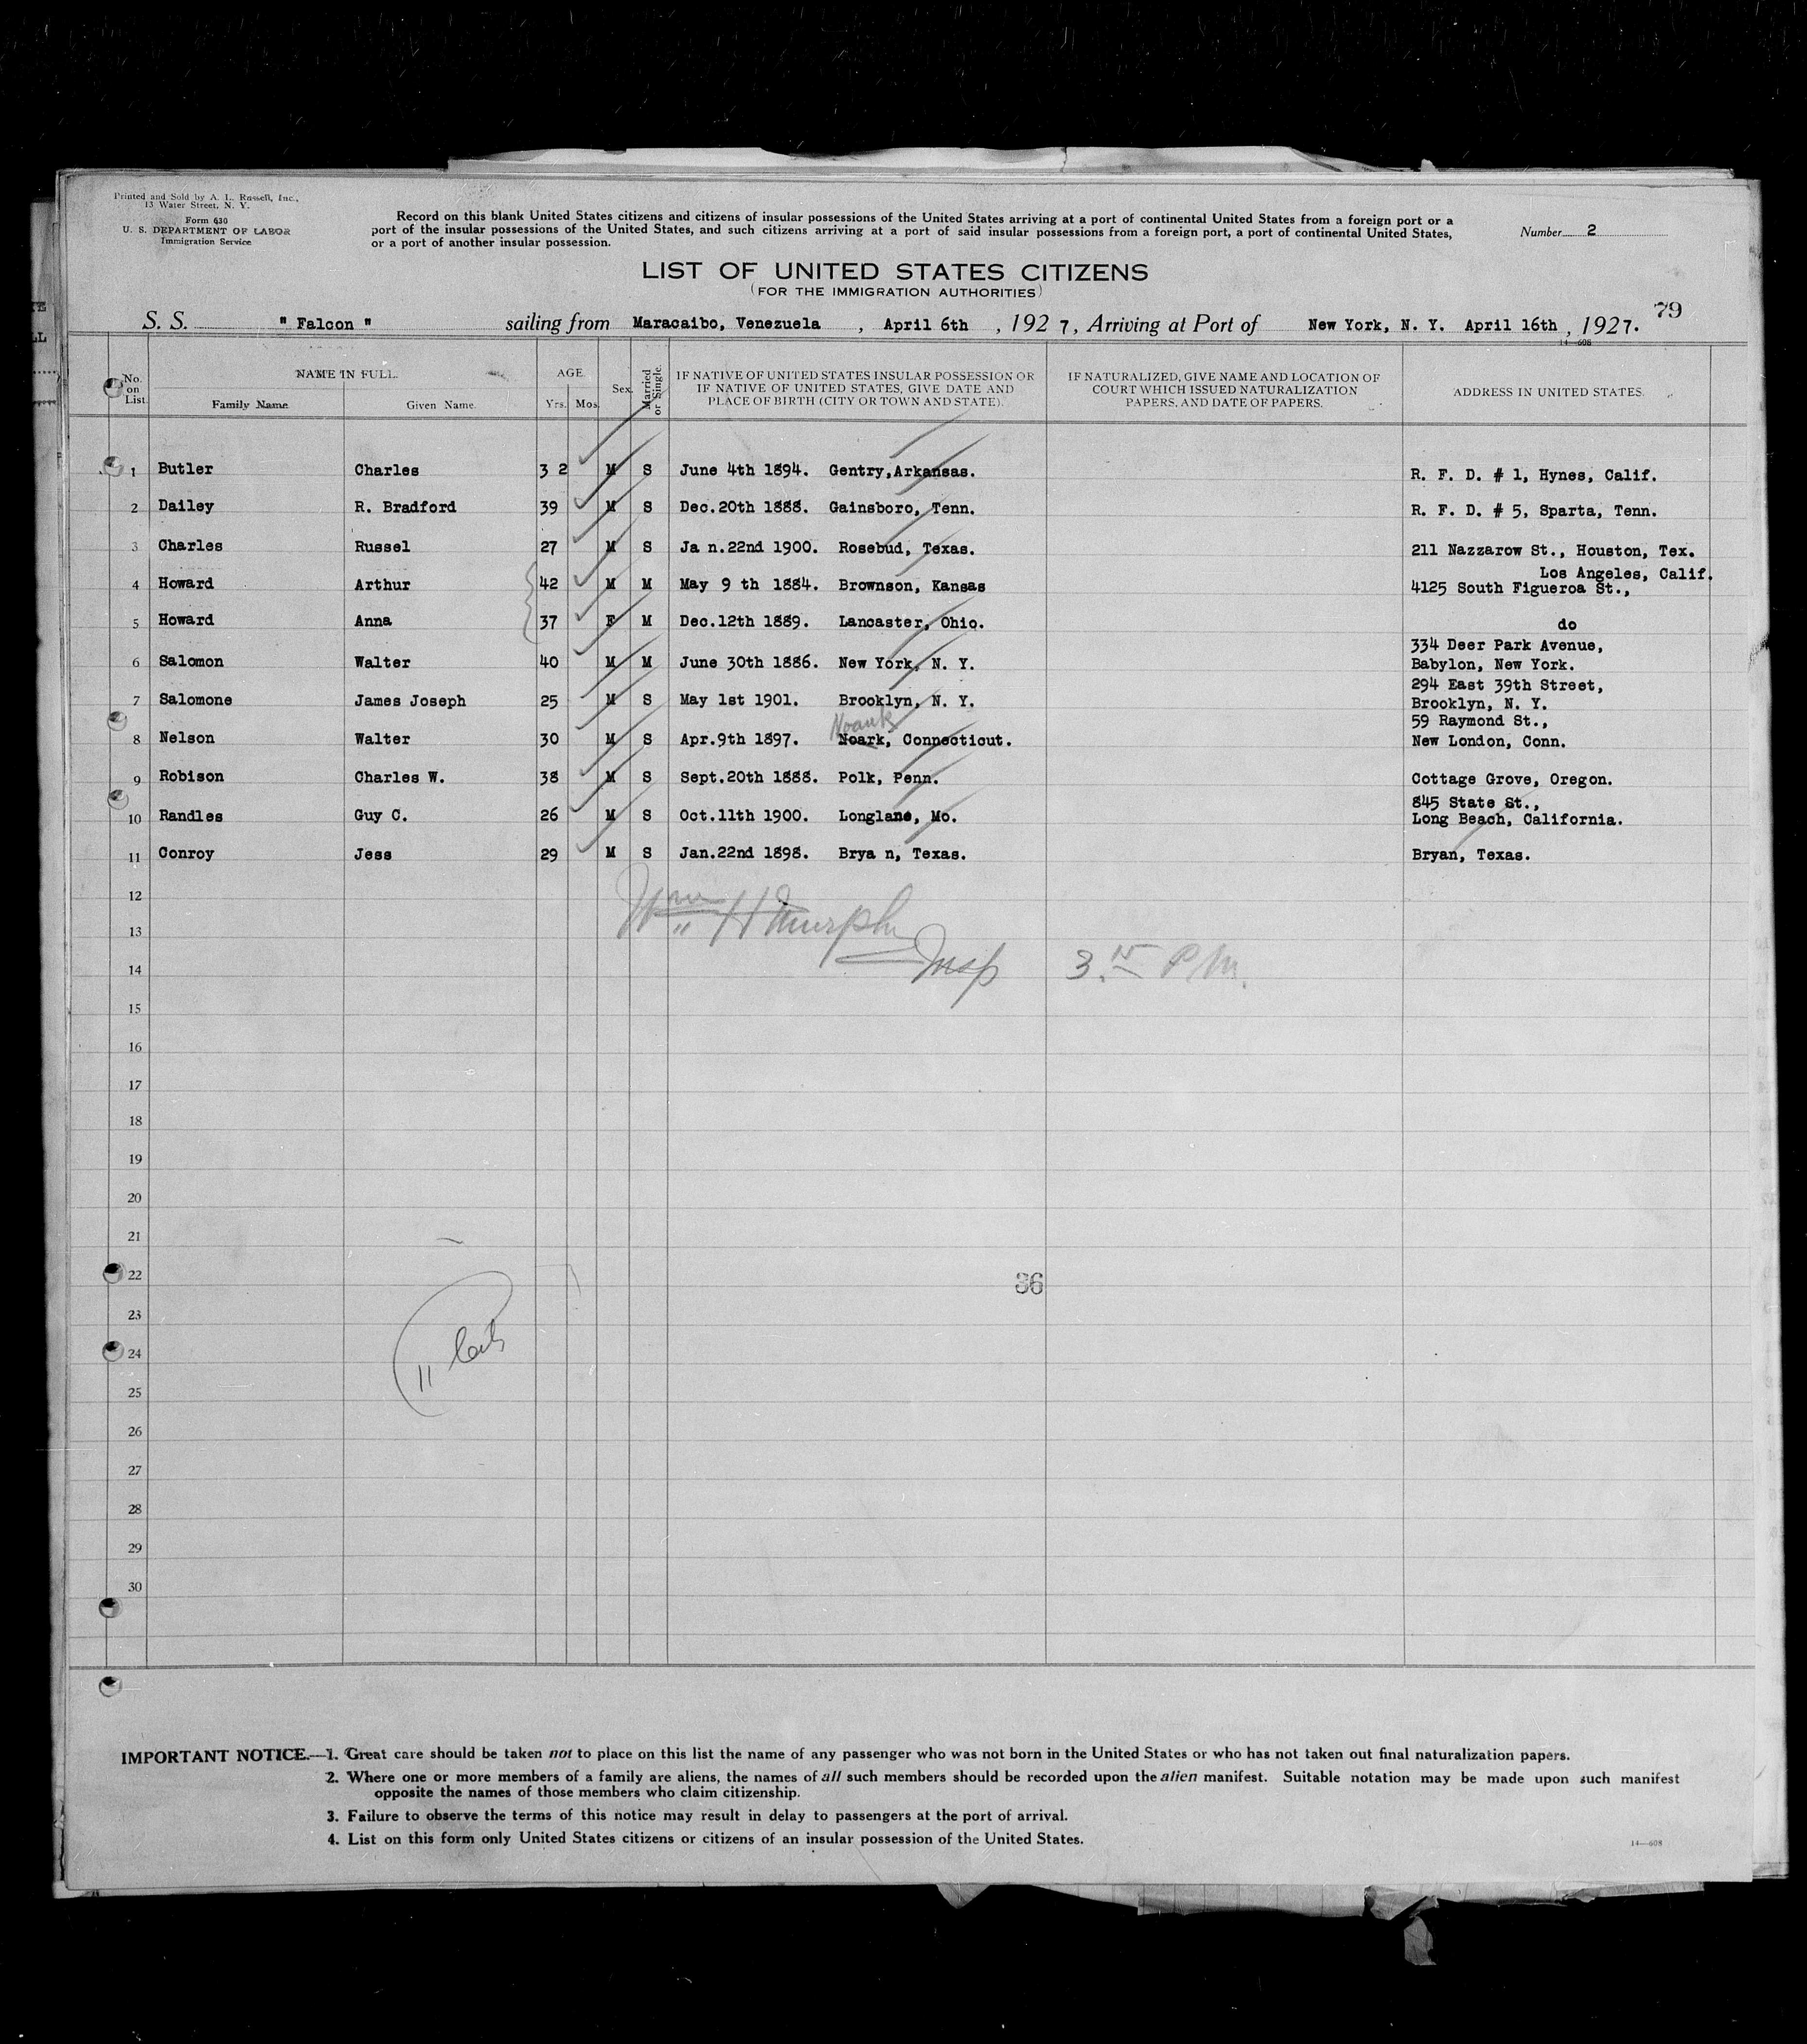 Printed and Sold by A. L. Russell, Inc.,
13 Water Street, N. Y.
Form 630
U. S. DEPARTMENT OF LABOR
Immigration Service
Record on this blank United States citizens and citizens of insular possessions of the United States arriving at a port of continental United States from a foreign port or a
port of the insular possessions of the United States, and such citizens arriving at a port of said insular possessions from a foreign port, a port of continental United States,
or a port of another insular possession.
Number 2
LIST OF UNITED STATES CITIZENS
(FOR THE IMMIGRATION AUTHORITIES)
79
S. S. " Falcon " sailing from Maracaibo, Venezuela , April 6th , 1927, Arriving at Port of New York, N. Y. April 16th , 1927.
14—608
No. on List. NAME IN FULL. Family Name. Given Name. AGE. Yrs. Mos. Sex. Married or Single. IF NATIVE OF UNITED STATES INSULAR POSSESSION OR IF NATIVE OF UNITED STATES, GIVE DATE AND PLACE OF BIRTH (CITY OR TOWN AND STATE). IF NATURALIZED, GIVE NAME AND LOCATION OF COURT WHICH ISSUED NATURALIZATION PAPERS, AND DATE OF PAPERS. ADDRESS IN UNITED STATES.
1 Butler Charles 3 2 M S June 4th 1894. Gentry,Arkansas. R. F. D. # 1, Hynes, Calif.
2 Dailey R. Bradford 39 M S Dec.20th 1888. Gainsboro, Tenn. R. F. D. # 5, Sparta, Tenn.
3 Charles Russel 27 M S Ja n.22nd 1900. Rosebud, Texas. 211 Nazzarow St., Houston, Tex.
Los Angeles, Calif.
4 Howard Arthur 42 M M May 9 th 1884. Brownson, Kansas 4125 South Figueroa St.,
5 Howard Anna 37 F M Dec.12th 1889. Lancaster, Ohio. do
334 Deer Park Avenue,
6 Salomon Walter 40 M M June 30th 1886. New York, N. Y. Babylon, New York.
294 East 39th Street,
7 Salomone James Joseph 25 M S May 1st 1901. Brooklyn, N. Y. Brooklyn, N. Y.
Noank 59 Raymond St.,
8 Nelson Walter 30 M S Apr.9th 1897. Noark, Connecticut. New London, Conn.
9 Robison Charles W. 38 M S Sept.20th 1888. Polk, Penn. Cottage Grove, Oregon.
845 State St.,
10 Randles Guy C. 26 M S Oct.11th 1900. Longlane, Mo. Long Beach, California.
11 Conroy Jess 29 M S Jan.22nd 1898. Brya n, Texas. Bryan, Texas.
12
Wm H Murphy
13
Insp 3.15 P M.
14
15
16
17
18
19
20
21
22 36
23
24
11
25
26
27
28
29
30
IMPORTANT NOTICE.—1. Great care should be taken not to place on this list the name of any passenger who was not born in the United States or who has not taken out final naturalization papers.
2. Where one or more members of a family are aliens, the names of all such members should be recorded upon the alien manifest. Suitable notation may be made upon such manifest
opposite the names of those members who claim citizenship.
3. Failure to observe the terms of this notice may result in delay to passengers at the port of arrival.
4. List on this form only United States citizens or citizens of an insular possession of the United States.
14—608